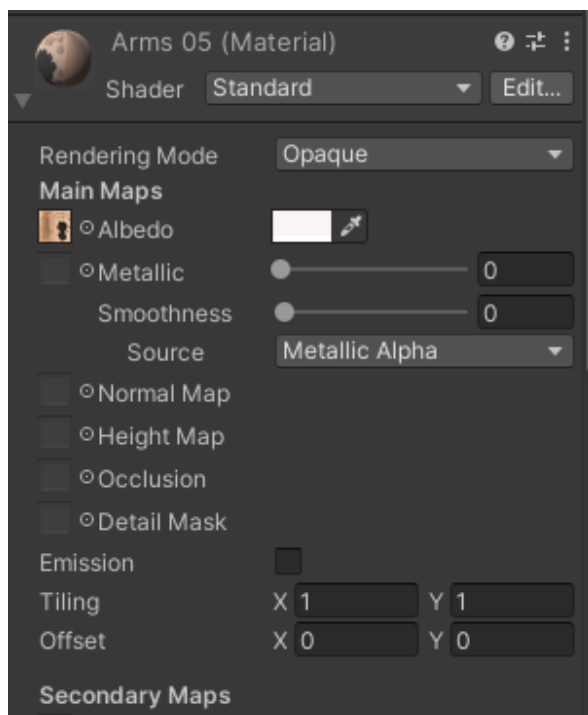 Arms 05 (Material)
Shader Standard Edit...
Rendering Mode Opaque
Main Maps
Albedo
Metallic 0
Smoothness 0
Source Metallic Alpha
Normal Map
Height Map
Occlusion
Detail Mask
Emission
Tiling X 1 Y 1
Offset X 0 Y 0
Secondary Maps